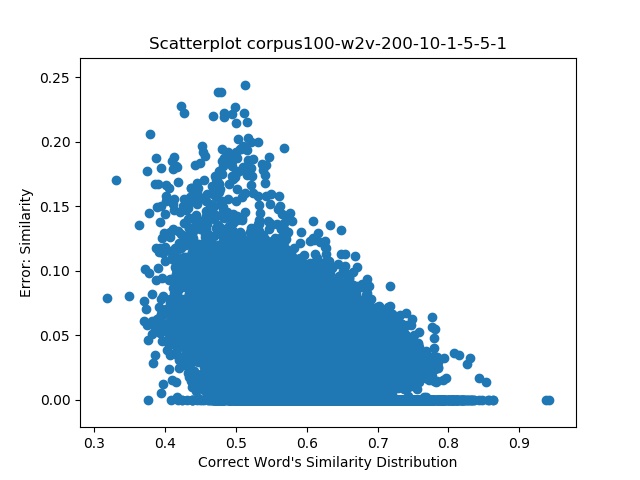 Scatterplot corpus100-w2v-200-10-1-5-5-1
0.25
0.20
0.15
0.10
0.05
0.00
Error: Similarity
0.3 0.4 0.5 0.6 0.7 0.8 0.9
Correct Word's Similarity Distribution